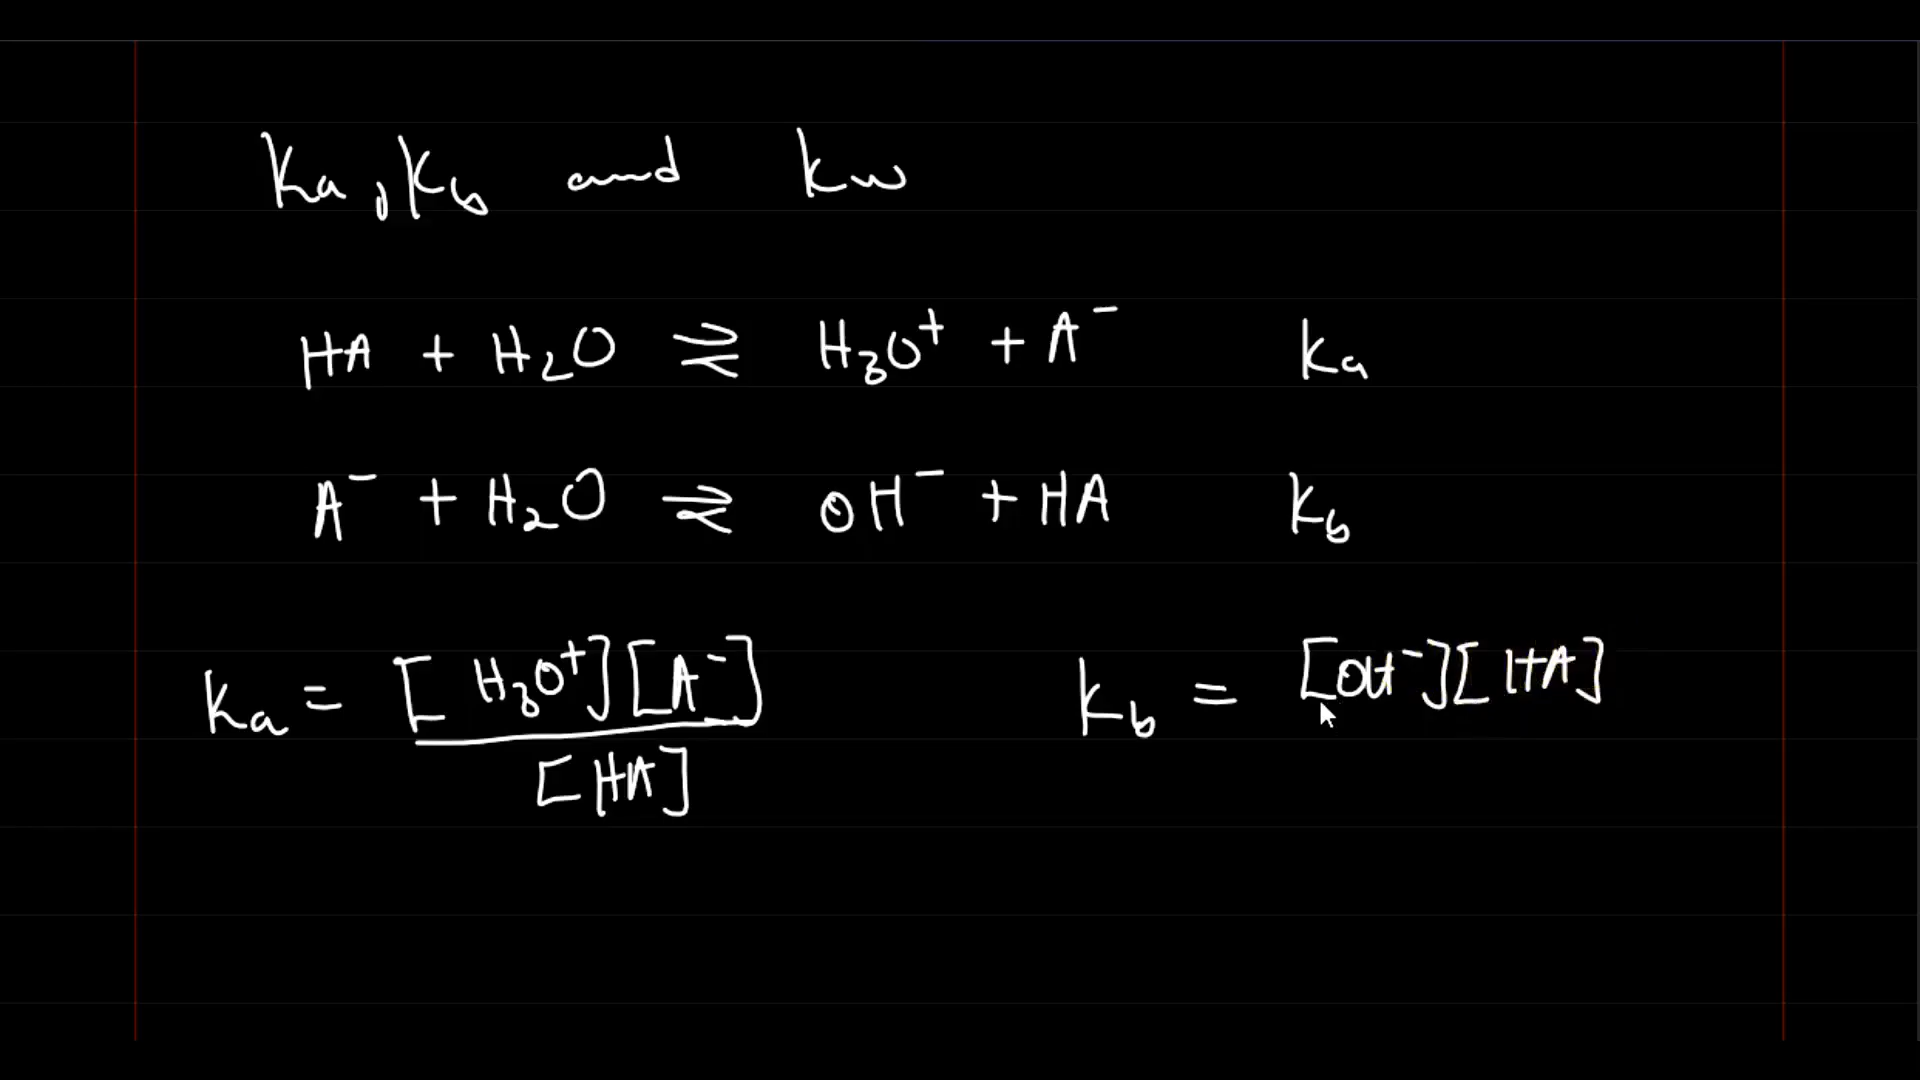 Ka, Kb and Kw
HA + H₂O ⇌ H₃O⁺ + A⁻ Ka
A⁻ + H₂O ⇌ OH⁻ + HA Kb
Ka = [H₃O⁺][A⁻] Kb = [OH⁻][HA]
[HA]